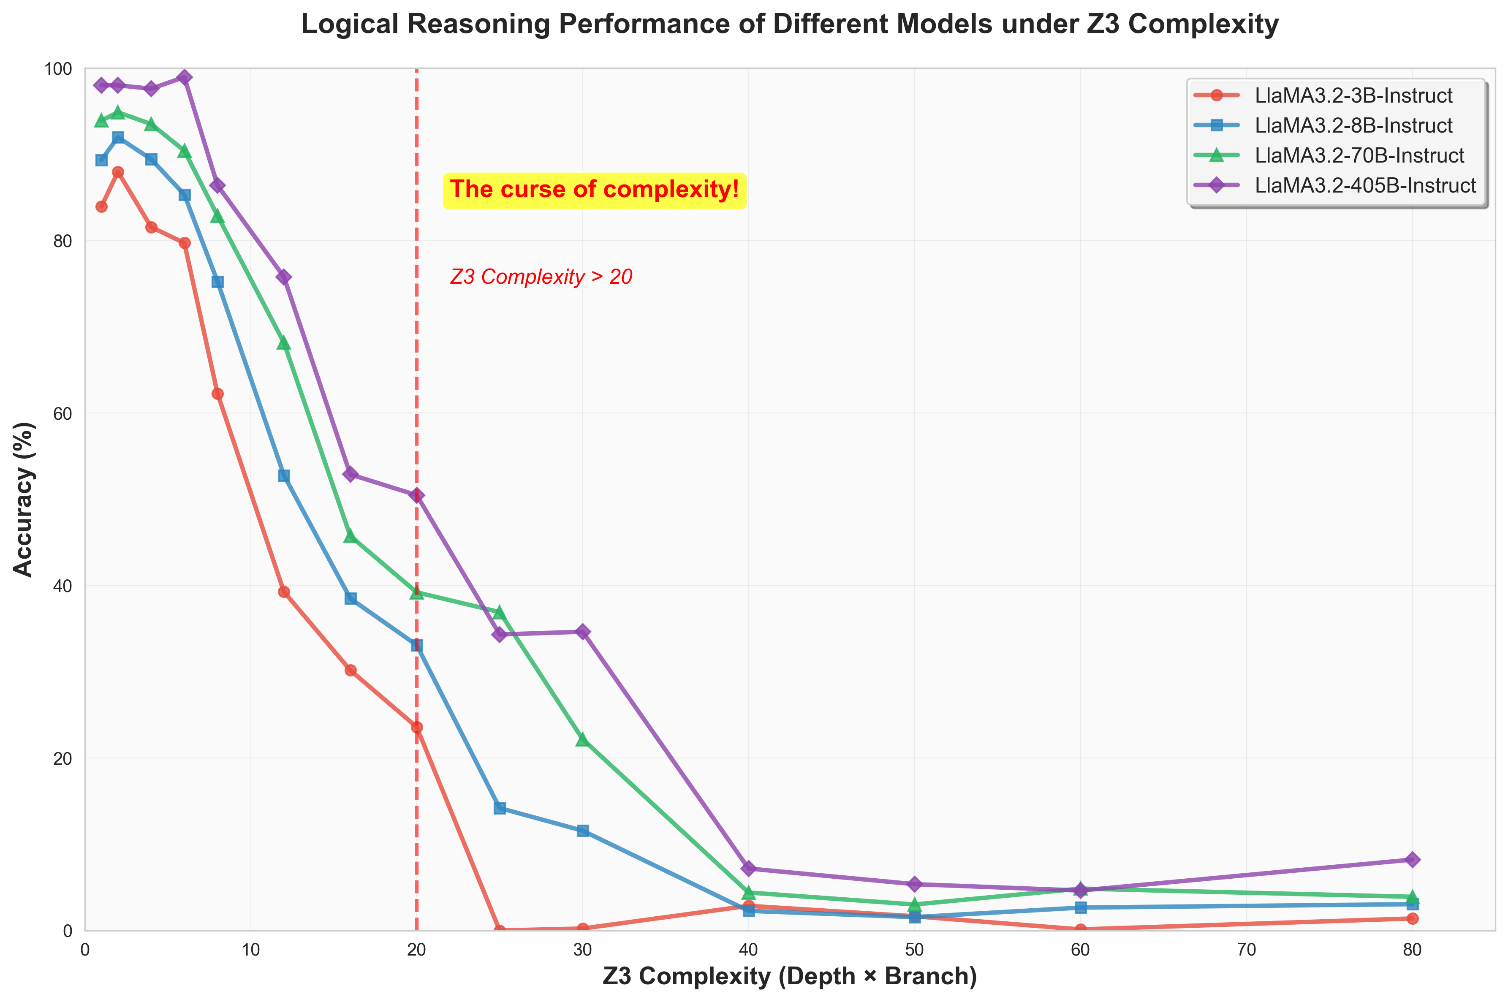 Logical Reasoning Performance of Different Models under Z3 Complexity
100
80
60
40
20
0
Accuracy (%)
LlaMA3.2-3B-Instruct
LlaMA3.2-8B-Instruct
LlaMA3.2-70B-Instruct
LlaMA3.2-405B-Instruct
The curse of complexity!
Z3 Complexity > 20
0 10 20 30 40 50 60 70 80
Z3 Complexity (Depth × Branch)